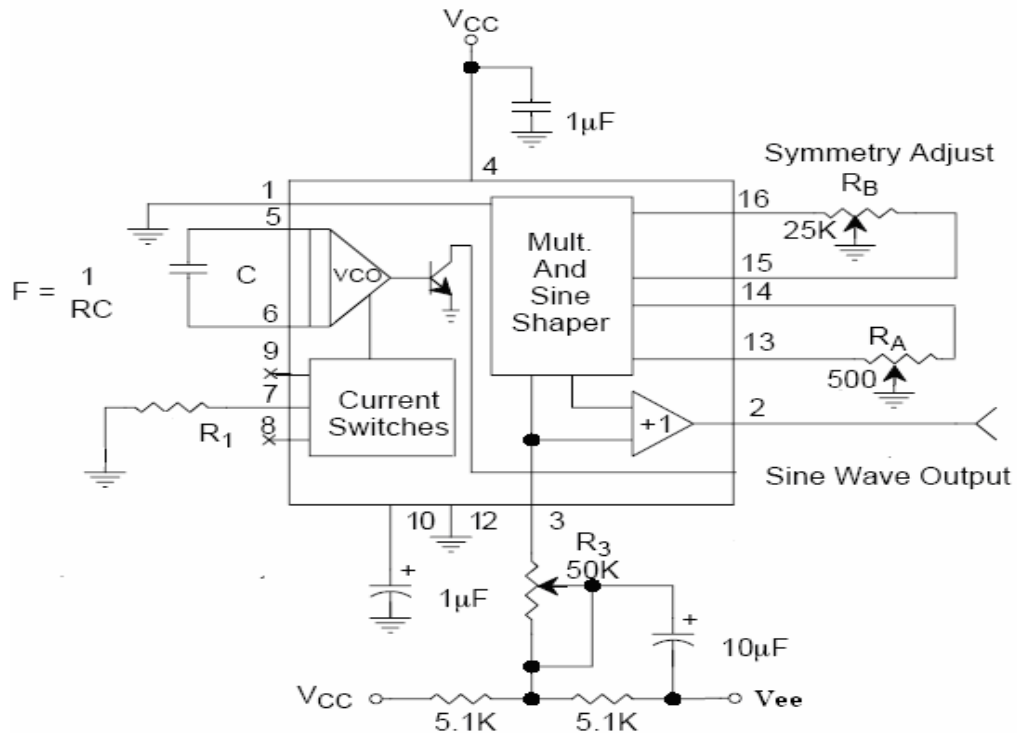 VCC
1µF
4
Symmetry Adjust
RB
25K
1
16
5
Mult.
And
Sine
Shaper
15
VCO
C
F = 1
RC
14
6
13
RA
500
9
7
8
Current
Switches
R1
+1
2
Sine Wave Output
10
12
3
R3
50K
+
1µF
+
10µF
VCC
5.1K
5.1K
Vee